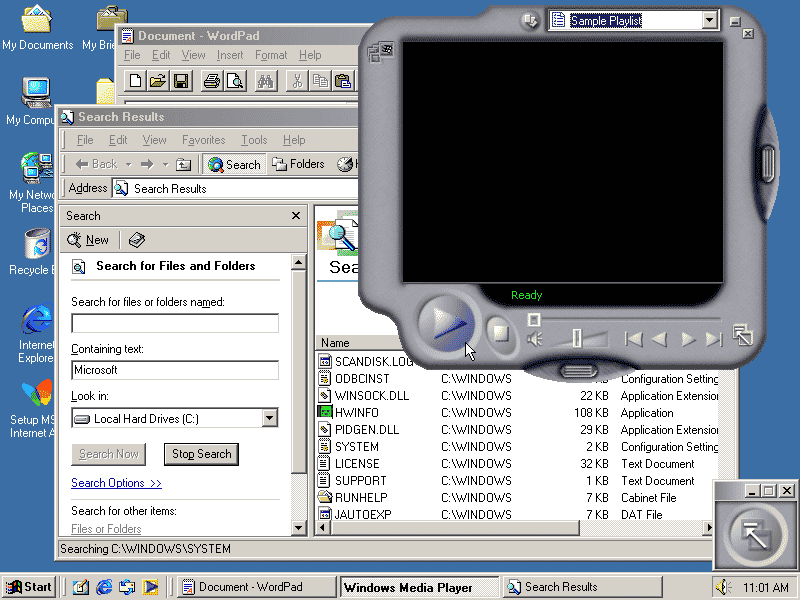 My Documents
My Brie
My Compu
My Netwo
Places
Recycle B
Internet
Explorer
Setup MS
Internet A
Document - WordPad
File Edit View Insert Format Help
Search Results
File Edit View Favorites Tools Help
Back Search Folders H
Address Search Results
Search
New
Search for Files and Folders
Search for files or folders named:
Containing text:
Microsoft
Look in:
Local Hard Drives (C:)
Search Now Stop Search
Search Options >>
Search for other items:
Files or Folders
Sea
Name
SCANDISK.LOG
ODBCINST C:\WINDOWS KB Configuration Setting
WINSOCK.DLL C:\WINDOWS 22 KB Application Extension
HWINFO C:\WINDOWS 108 KB Application
PIDGEN.DLL C:\WINDOWS 29 KB Application Extension
SYSTEM C:\WINDOWS 2 KB Configuration Setting
LICENSE C:\WINDOWS 32 KB Text Document
SUPPORT C:\WINDOWS 1 KB Text Document
RUNHELP C:\WINDOWS 7 KB Cabinet File
JAUTOEXP C:\WINDOWS 7 KB DAT File
Searching C:\WINDOWS\SYSTEM
Sample Playlist
Ready
Start Document - WordPad Windows Media Player Search Results 11:01 AM